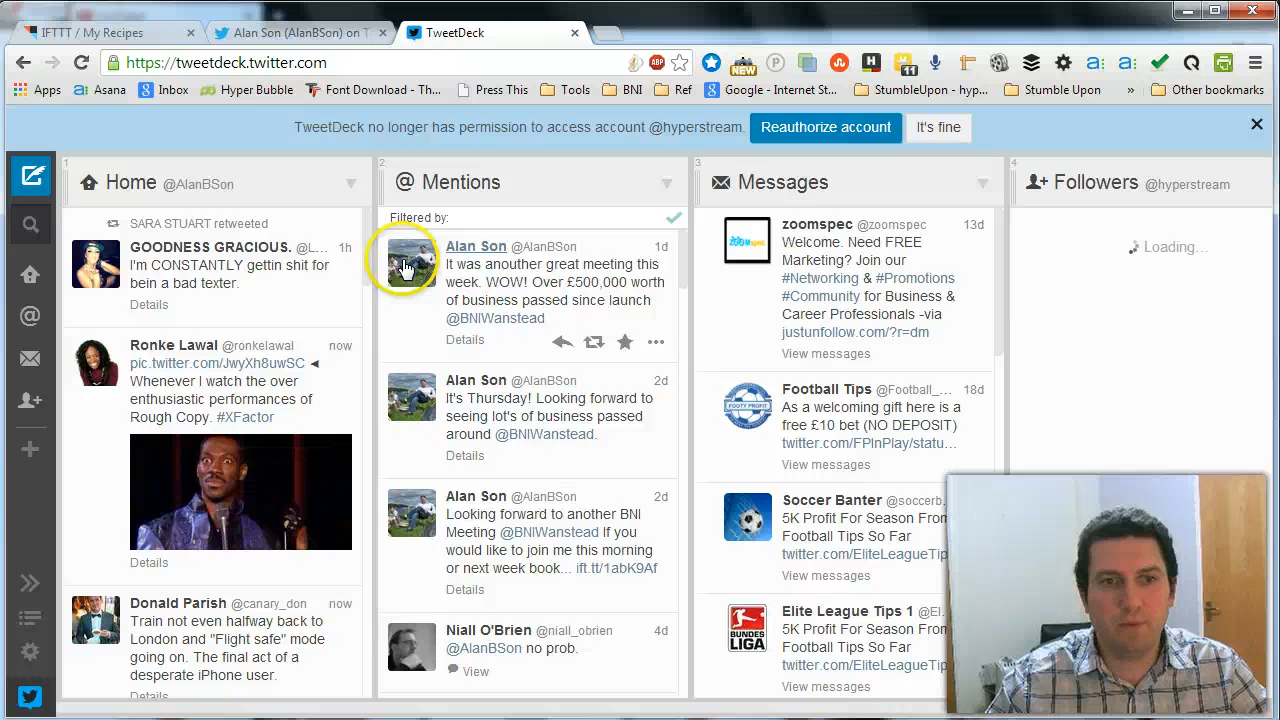 IFTTT / My Recipes
Alan Son (AlanBSon) on T
TweetDeck
https://tweetdeck.twitter.com
ABP
NEW
11
a:
a:
Apps
Asana
Inbo
Hyper Bubble
Font Download - Th...
Press This
Tools
BNI
Ref
Google - Internet St...
StumbleUpon - hyp...
Stumble Upon
»
Other bookmarks
TweetDeck no longer has permission to access account @hyperstream.
Reauthorize account
It's fine
1
Home @AlanBSon
SARA STUART retweeted
GOODNESS GRACIOUS. @L... 1h
I'm CONSTANTLY gettin shit for
bein a bad texter.
Details
Ronke Lawal @ronkelawal now
pic.twitter.com/JwyXh8uwSC ◄
Whenever I watch the over
enthusiastic performances of
Rough Copy. #XFactor
Details
Donald Parish @canary_don now
Train not even halfway back to
London and "Flight safe" mode
going on. The final act of a
desperate iPhone user.
Details
2
@ Mentions
Filtered by:
Alan Son @AlanBSon 1d
It was anouther great meeting this
week. WOW! Over £500,000 worth
of business passed since launch
@BNIWanstead
Details
Alan Son @AlanBSon 2d
It's Thursday! Looking forward to
seeing lot's of business passed
around @BNIWanstead.
Details
Alan Son @AlanBSon 2d
Looking forward to another BNI
Meeting @BNIWanstead If you
would like to join me this morning
or next week book... ift.tt/1abK9Af
Details
Niall O'Brien @niall_obrien 4d
@AlanBSon no prob.
View
3
Messages
zoomspec @zoomspec 13d
zoomspec
Welcome. Need FREE
Marketing? Join our
#Networking & #Promotions
#Community for Business &
Career Professionals -via
justunfollow.com/?r=dm
View messages
Football Tips @Football_... 18d
FOOTY PROFIT
As a welcoming gift here is a
free £10 bet (NO DEPOSIT)
twitter.com/FPInPlay/statu...
View messages
Soccer Banter @soccerb...
5K Profit For Season From
Football Tips So Far
twitter.com/EliteLeagueTip
View messages
Elite League Tips 1 @El...
BUNDES
LIGA
5K Profit For Season From
Football Tips So Far
twitter.com/EliteLeagueTip
View messages
4
Followers @hyperstream
Loading...